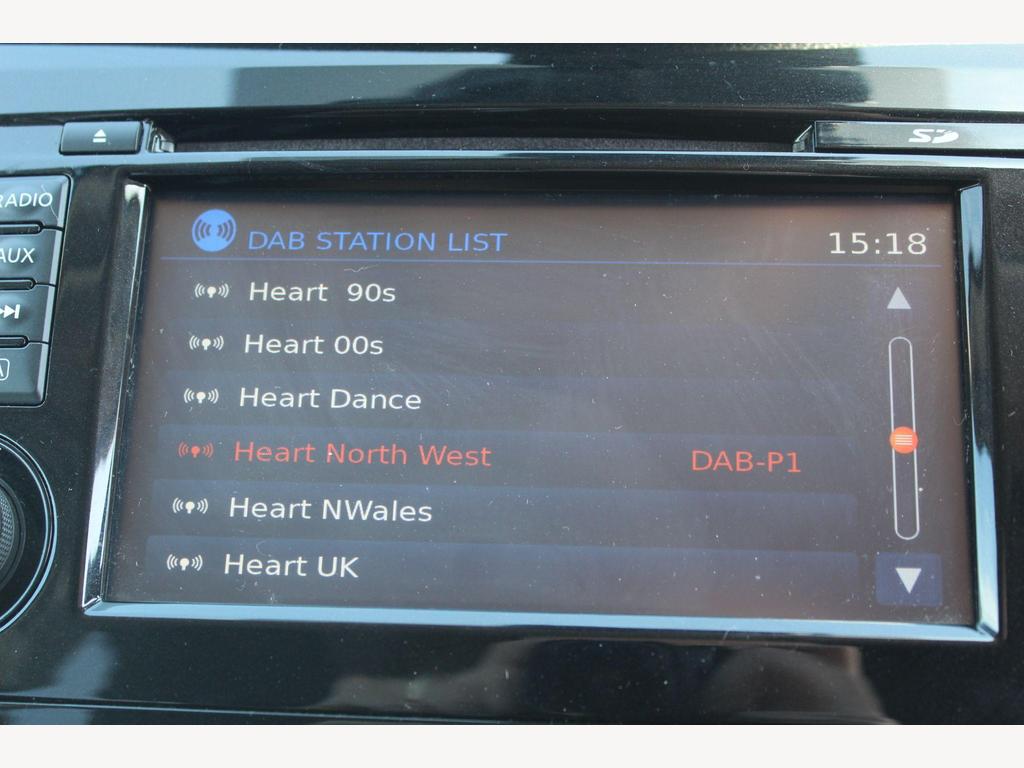 SD
RADIO
DAB STATION LIST 15:18
AUX
Heart 90s
Heart 00s
Heart Dance
Heart North West DAB-P1
Heart NWales
Heart UK